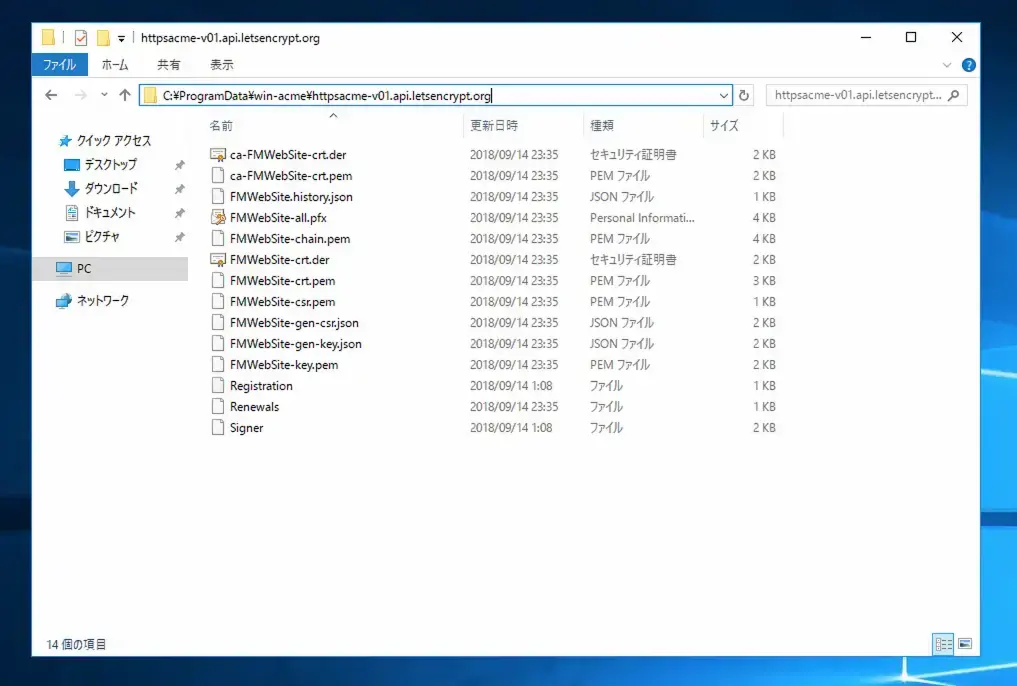 httpsacme-v01.api.letsencrypt.org
ファイル ホーム 共有 表示
C:¥ProgramData¥win-acme¥httpsacme-v01.api.letsencrypt.org
httpsacme-v01.api.letsencrypt...
クイック アクセス
デスクトップ
ダウンロード
ドキュメント
ピクチャ
PC
ネットワーク
名前 更新日時 種類 サイズ
ca-FMWebSite-crt.der 2018/09/14 23:35 セキュリティ証明書 2 KB
ca-FMWebSite-crt.pem 2018/09/14 23:35 PEM ファイル 2 KB
FMWebSite.history.json 2018/09/14 23:35 JSON ファイル 1 KB
FMWebSite-all.pfx 2018/09/14 23:35 Personal Informati... 4 KB
FMWebSite-chain.pem 2018/09/14 23:35 PEM ファイル 4 KB
FMWebSite-crt.der 2018/09/14 23:35 セキュリティ証明書 2 KB
FMWebSite-crt.pem 2018/09/14 23:35 PEM ファイル 3 KB
FMWebSite-csr.pem 2018/09/14 23:35 PEM ファイル 1 KB
FMWebSite-gen-csr.json 2018/09/14 23:35 JSON ファイル 2 KB
FMWebSite-gen-key.json 2018/09/14 23:35 JSON ファイル 2 KB
FMWebSite-key.pem 2018/09/14 23:35 PEM ファイル 2 KB
Registration 2018/09/14 1:08 ファイル 1 KB
Renewals 2018/09/14 23:35 ファイル 1 KB
Signer 2018/09/14 1:08 ファイル 2 KB
14 個の項目